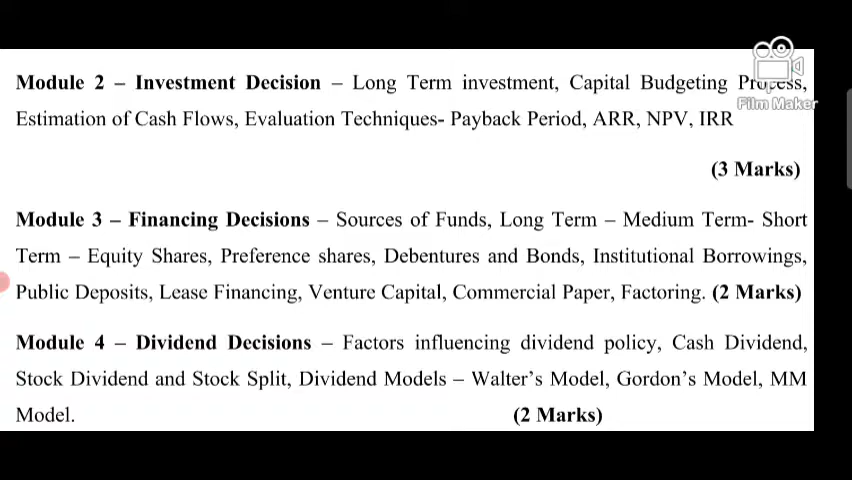 Module 2 – Investment Decision – Long Term investment, Capital Budgeting Process,
Film Maker
Estimation of Cash Flows, Evaluation Techniques- Payback Period, ARR, NPV, IRR
(3 Marks)
Module 3 – Financing Decisions – Sources of Funds, Long Term – Medium Term- Short
Term – Equity Shares, Preference shares, Debentures and Bonds, Institutional Borrowings,
Public Deposits, Lease Financing, Venture Capital, Commercial Paper, Factoring. (2 Marks)
Module 4 – Dividend Decisions – Factors influencing dividend policy, Cash Dividend,
Stock Dividend and Stock Split, Dividend Models – Walter’s Model, Gordon’s Model, MM
Model. (2 Marks)